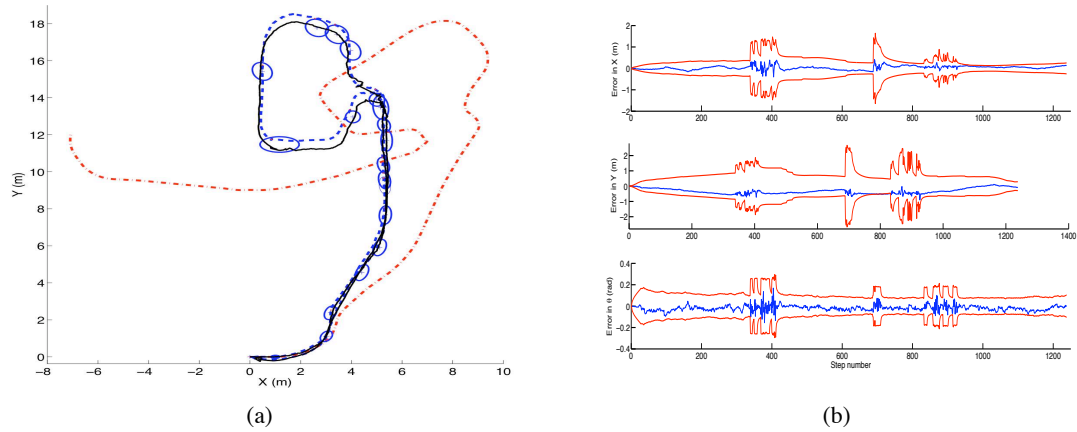 18
16
14
12
10
8
6
4
2
0
Y (m)
−8 −6 −4 −2 0 2 4 6 8 10
X (m)
(a)
2
1
0
−1
−2
Error in X (m)
0 200 400 600 800 1000 1200 1400
2
1
0
−1
−2
Error in Y (m)
0 200 400 600 800 1000 1200 1400
0.4
0.2
0
−0.2
−0.4
Error in θ (rad)
0 200 400 600 800 1000 1200
Step number
(b)